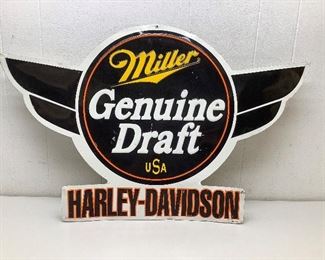 Miller
Genuine
Draft
USA
HARLEY-DAVIDSON